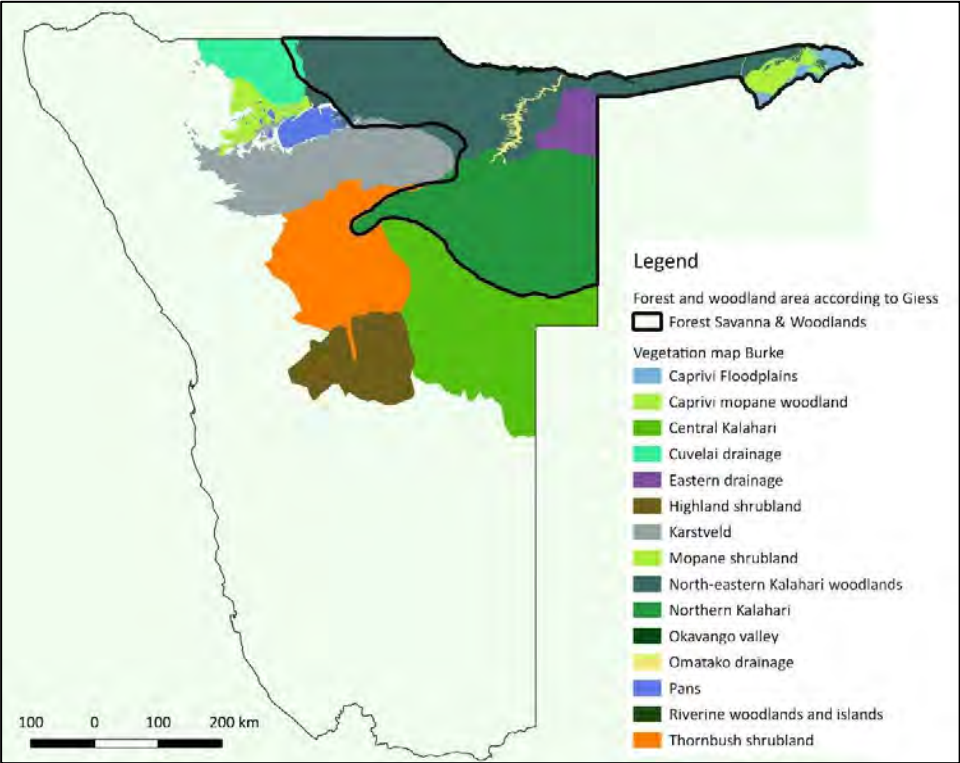 Legend
Forest and woodland area according to Giess
Forest Savanna & Woodlands
Vegetation map Burke
Caprivi Floodplains
Caprivi mopane woodland
Central Kalahari
Cuvelai drainage
Eastern drainage
Highland shrubland
Karstveld
Mopane shrubland
North-eastern Kalahari woodlands
Northern Kalahari
Okavango valley
Omatako drainage
Pans
Riverine woodlands and islands
Thornbush shrubland
100 0 100 200 km